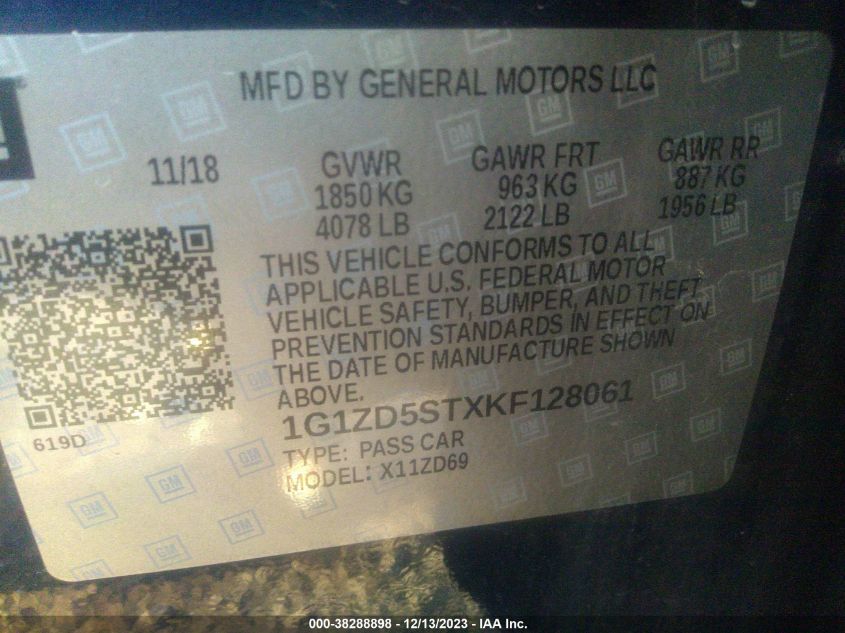 MFD BY GENERAL MOTORS LLC
11/18
GVWR
1850 KG
4078 LB
GAWR FRT
963 KG
2122 LB
GAWR RR
887 KG
1956 LB
THIS VEHICLE CONFORMS TO ALL
APPLICABLE U.S. FEDERAL MOTOR
VEHICLE SAFETY, BUMPER, AND THEFT
PREVENTION STANDARDS IN EFFECT ON
THE DATE OF MANUFACTURE SHOWN
ABOVE.
1G1ZD5STXKF128061
TYPE: PASS CAR
MODEL: X11ZD69
619D
GM
000-38288898 - 12/13/2023 - IAA Inc.